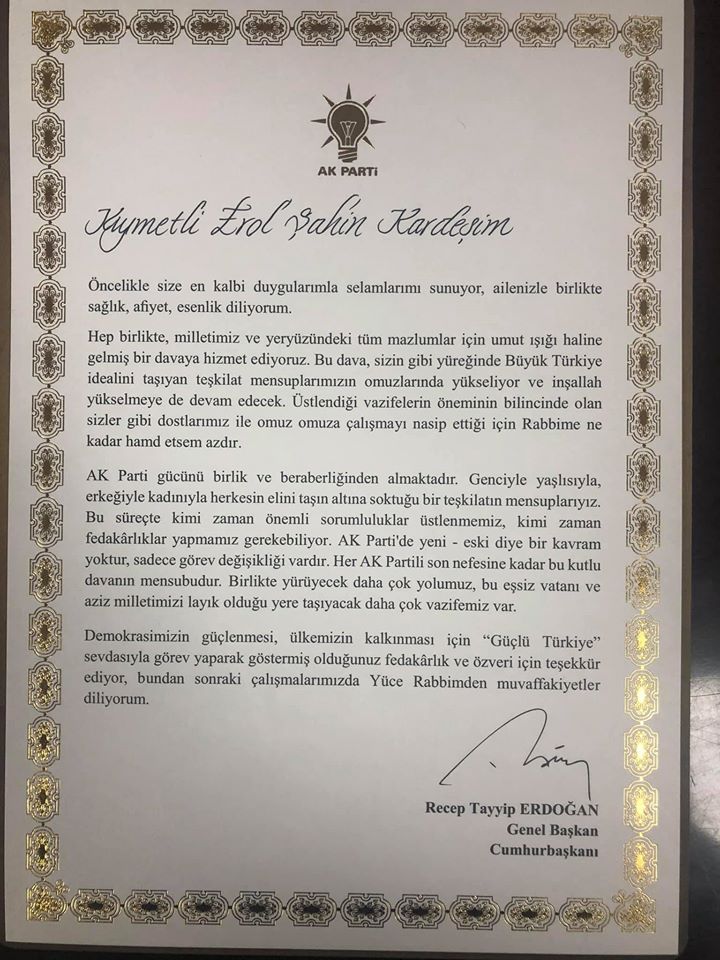 AK PARTİ
Kıymetli Erol Şahin Kardeşim
Öncelikle size en kalbi duygularımla selamlarımı sunuyor, ailenizle birlikte
sağlık, afiyet, esenlik diliyorum.
Hep birlikte, milletimiz ve yeryüzündeki tüm mazlumlar için umut ışığı haline
gelmiş bir davaya hizmet ediyoruz. Bu dava, sizin gibi yüreğinde Büyük Türkiye
idealini taşıyan teşkilat mensuplarımızın omuzlarında yükseliyor ve inşallah
yükselmeye de devam edecek. Üstlendiği vazifelerin öneminin bilincinde olan
sizler gibi dostlarımız ile omuz omuza çalışmayı nasip ettiği için Rabbime ne
kadar hamd etsem azdır.
AK Parti gücünü birlik ve beraberliğinden almaktadır. Genciyle yaşlısıyla,
erkeğiyle kadınıyla herkesin elini taşın altına soktuğu bir teşkilatın mensuplarıyız.
Bu süreçte kimi zaman önemli sorumluluklar üstlenmemiz, kimi zaman
fedakârlıklar yapmamız gerekebiliyor. AK Parti'de yeni - eski diye bir kavram
yoktur, sadece görev değişikliği vardır. Her AK Partili son nefesine kadar bu kutlu
davanın mensubudur. Birlikte yürüyecek daha çok yolumuz, bu eşsiz vatanı ve
aziz milletimizi layık olduğu yere taşıyacak daha çok vazifemiz var.
Demokrasimizin güçlenmesi, ülkemizin kalkınması için “Güçlü Türkiye”
sevdasıyla görev yaparak göstermiş olduğunuz fedakârlık ve özveri için teşekkür
ediyor, bundan sonraki çalışmalarımızda Yüce Rabbimden muvaffakiyetler
diliyorum.
Recep Tayyip ERDOĞAN
Genel Başkan
Cumhurbaşkanı